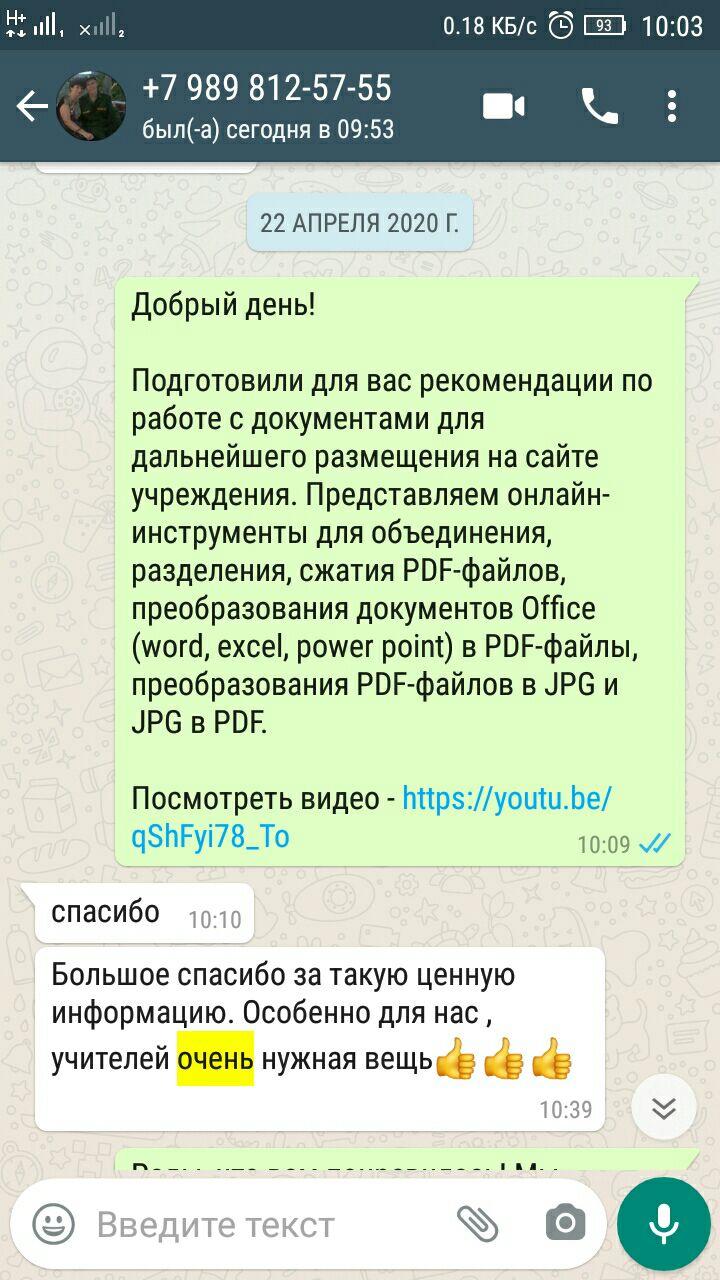 H+ 1 x 2 0.18 КБ/с 93 10:03
+7 989 812-57-55
был(-а) сегодня в 09:53
22 АПРЕЛЯ 2020 Г.
Добрый день!
Подготовили для вас рекомендации по
работе с документами для
дальнейшего размещения на сайте
учреждения. Представляем онлайн-
инструменты для объединения,
разделения, сжатия PDF-файлов,
преобразования документов Office
(word, excel, power point) в PDF-файлы,
преобразования PDF-файлов в JPG и
JPG в PDF.
Посмотреть видео - https://youtu.be/
qShFyi78_To 10:09
спасибо 10:10
Большое спасибо за такую ценную
информацию. Особенно для нас ,
учителей очень нужная вещь👍👍👍
10:39
Введите текст